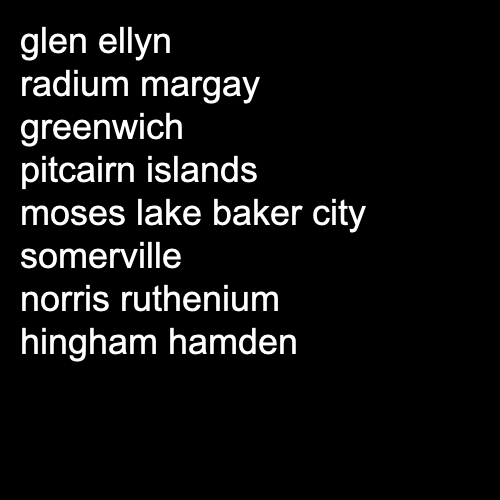 glen ellyn
radium margay
greenwich
pitcairn islands
moses lake baker city
somerville
norris ruthenium
hingham hamden